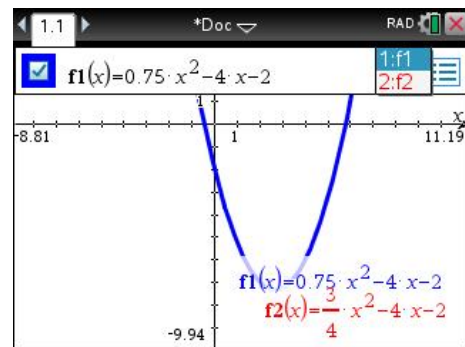 1.1 *Doc RAD
f1(x)=0.75·x²−4·x−2
1:f1
2:f2
1
x
-8.81 1 11.19
f1(x)=0.75·x²−4·x−2
f2(x)=3/4·x²−4·x−2
-9.94